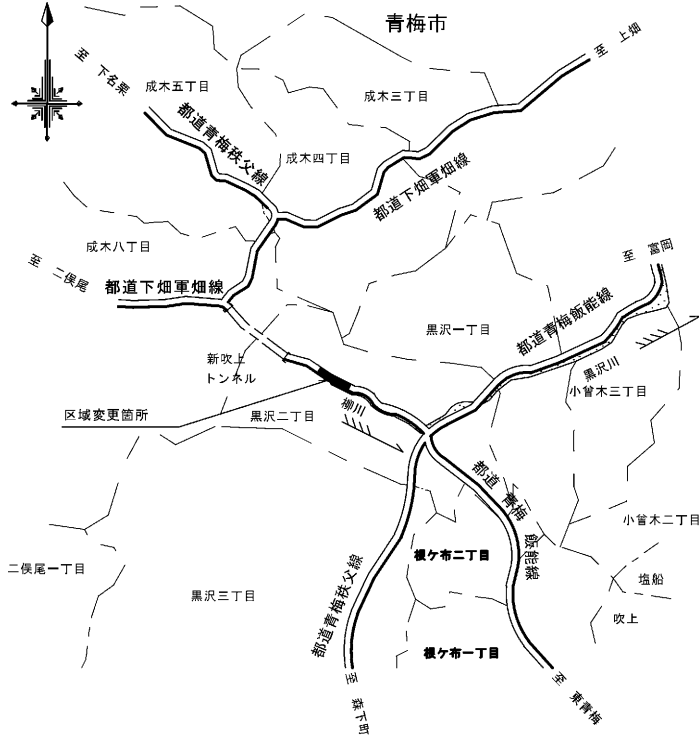 青梅市
至 上畑
至 下名栗
成木五丁目
成木三丁目
都道青梅秩父線
成木四丁目
都道下畑軍畑線
成木八丁目
至 二俣尾
都道下畑軍畑線
至 富岡
黒沢一丁目
都道青梅飯能線
新吹上
トンネル
黒沢川
小曾木三丁目
区域変更箇所
黒沢二丁目
柳川
都道 青梅 飯能線
小曾木二丁目
二俣尾一丁目
根ケ布二丁目
塩船
黒沢三丁目
都道青梅秩父線
吹上
根ケ布一丁目
至 森下町
至 東青梅